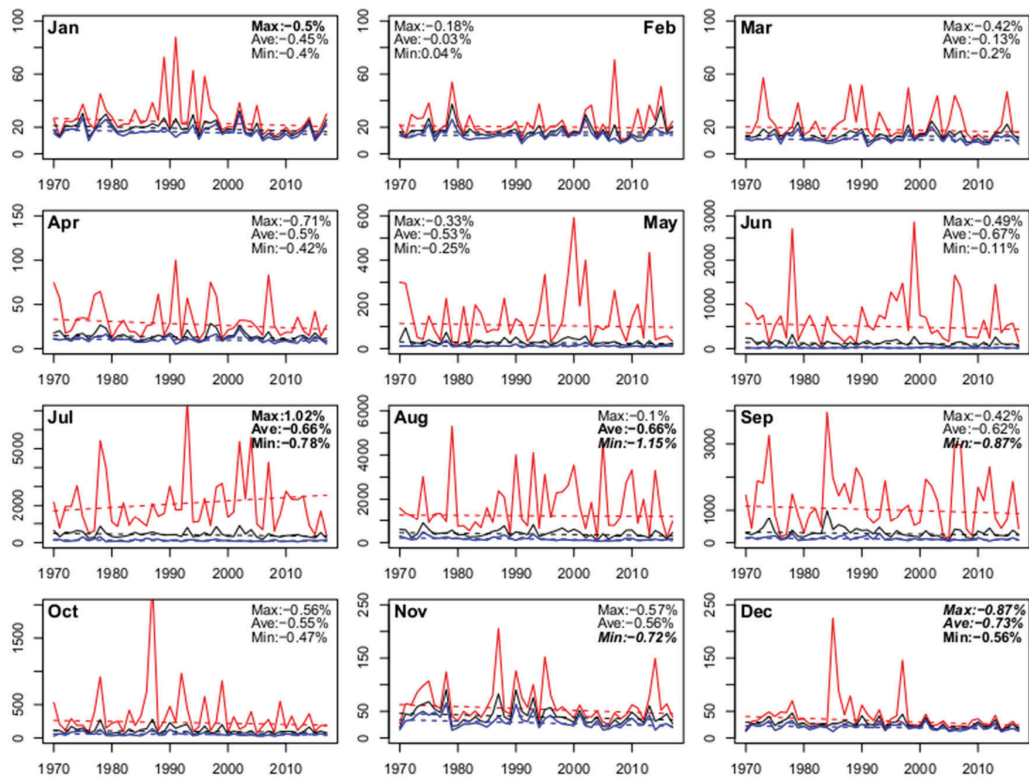 Jan
Max:−0.5%
Ave:−0.45%
Min:−0.4%
0 20 60 100
1970 1980 1990 2000 2010
Max:−0.18%
Ave:−0.03%
Min:0.04%
Feb
0 20 60 100
1970 1980 1990 2000 2010
Mar
Max:−0.42%
Ave:−0.13%
Min:−0.2%
0 20 60 100
1970 1980 1990 2000 2010
Apr
Max:−0.71%
Ave:−0.5%
Min:−0.42%
0 50 100 150
1970 1980 1990 2000 2010
Max:−0.33%
Ave:−0.53%
Min:−0.25%
May
0 200 400 600
1970 1980 1990 2000 2010
Jun
Max:−0.49%
Ave:−0.67%
Min:−0.11%
0 1000 2000 3000
1970 1980 1990 2000 2010
Jul
Max:1.02%
Ave:−0.66%
Min:−0.78%
0 2000 5000
1970 1980 1990 2000 2010
Aug
Max:−0.1%
Ave:−0.66%
Min:−1.15%
0 2000 4000 6000
1970 1980 1990 2000 2010
Sep
Max:−0.42%
Ave:−0.62%
Min:−0.87%
0 1000 3000
1970 1980 1990 2000 2010
Oct
Max:−0.56%
Ave:−0.55%
Min:−0.47%
0 500 1500
1970 1980 1990 2000 2010
Nov
Max:−0.57%
Ave:−0.56%
Min:−0.72%
0 50 150 250
1970 1980 1990 2000 2010
Dec
Max:−0.87%
Ave:−0.73%
Min:−0.56%
0 50 150 250
1970 1980 1990 2000 2010